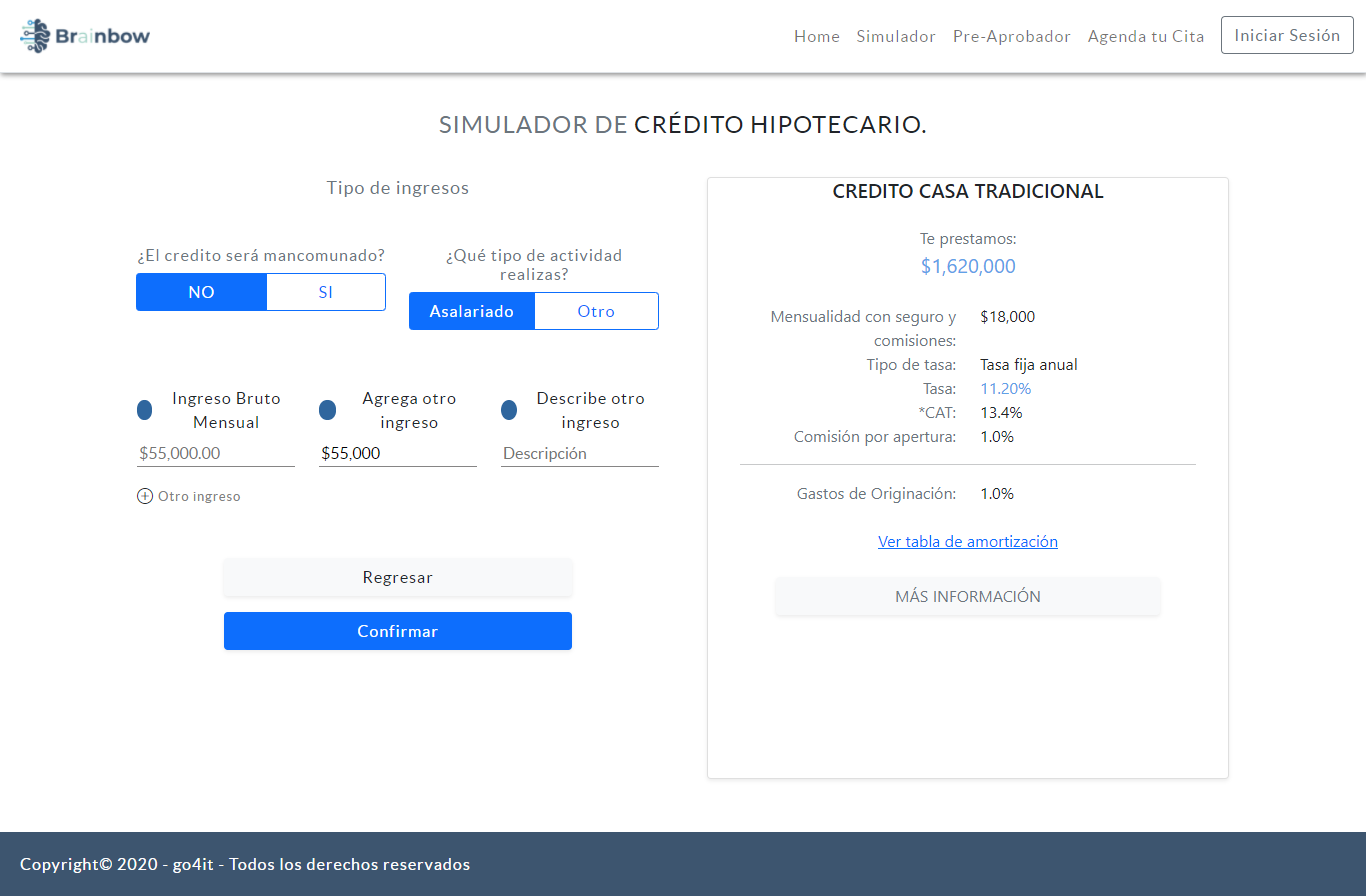 Brainbow
Home Simulador Pre-Aprobador Agenda tu Cita Iniciar Sesión
SIMULADOR DE CRÉDITO HIPOTECARIO.
Tipo de ingresos
¿El credito será mancomunado?
NO SI
¿Qué tipo de actividad
realizas?
Asalariado Otro
Ingreso Bruto
Mensual
$55,000.00
Agrega otro
ingreso
$55,000
Describe otro
ingreso
Descripción
Otro ingreso
Regresar
Confirmar
CREDITO CASA TRADICIONAL
Te prestamos:
$1,620,000
Mensualidad con seguro y $18,000
comisiones:
Tipo de tasa: Tasa fija anual
Tasa: 11.20%
*CAT: 13.4%
Comisión por apertura: 1.0%
Gastos de Originación: 1.0%
Ver tabla de amortización
MÁS INFORMACIÓN
Copyright© 2020 - go4it - Todos los derechos reservados